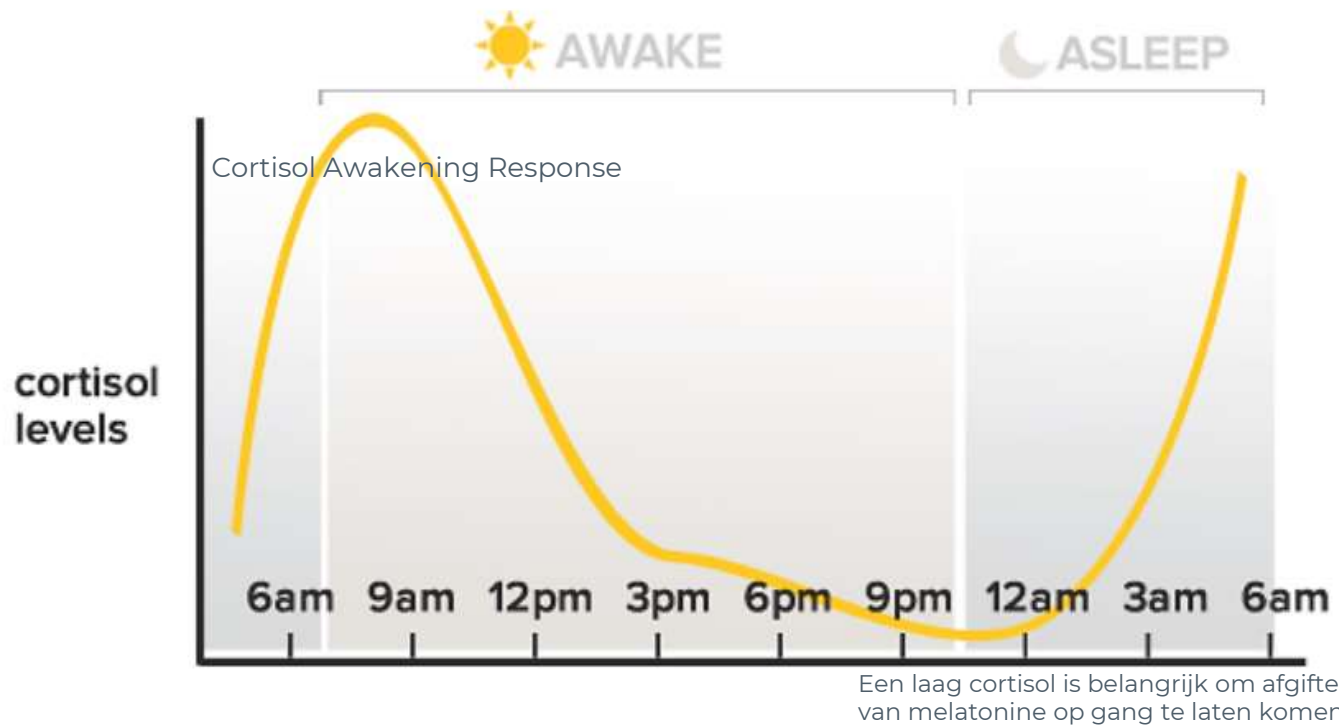 AWAKE
ASLEEP
Cortisol Awakening Response
cortisol
levels
6am 9am 12pm 3pm 6pm 9pm 12am 3am 6am
Een laag cortisol is belangrijk om afgifte
van melatonine op gang te laten komen